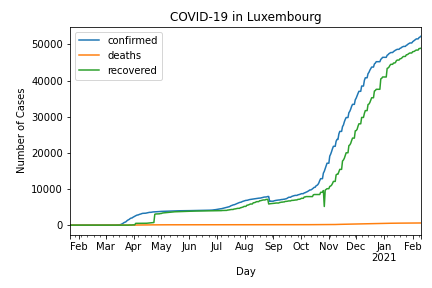 COVID-19 in Luxembourg
confirmed
deaths
recovered
50000
40000
30000
20000
10000
0
Number of Cases
Feb Mar Apr May Jun Jul Aug Sep Oct Nov Dec Jan Feb
2021
Day